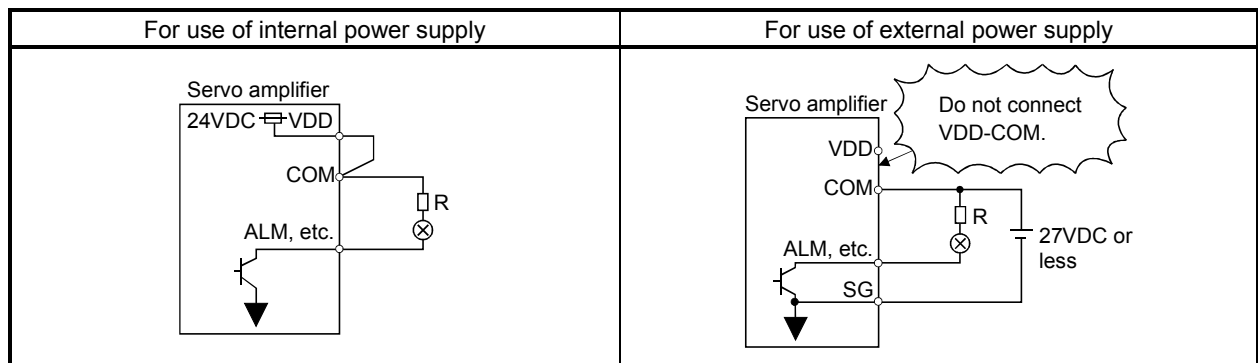 For use of internal power supply
For use of external power supply
Servo amplifier
24VDC VDD
COM
R
ALM, etc.
Servo amplifier
Do not connect
VDD-COM.
VDD
COM
R
ALM, etc.
27VDC or
less
SG